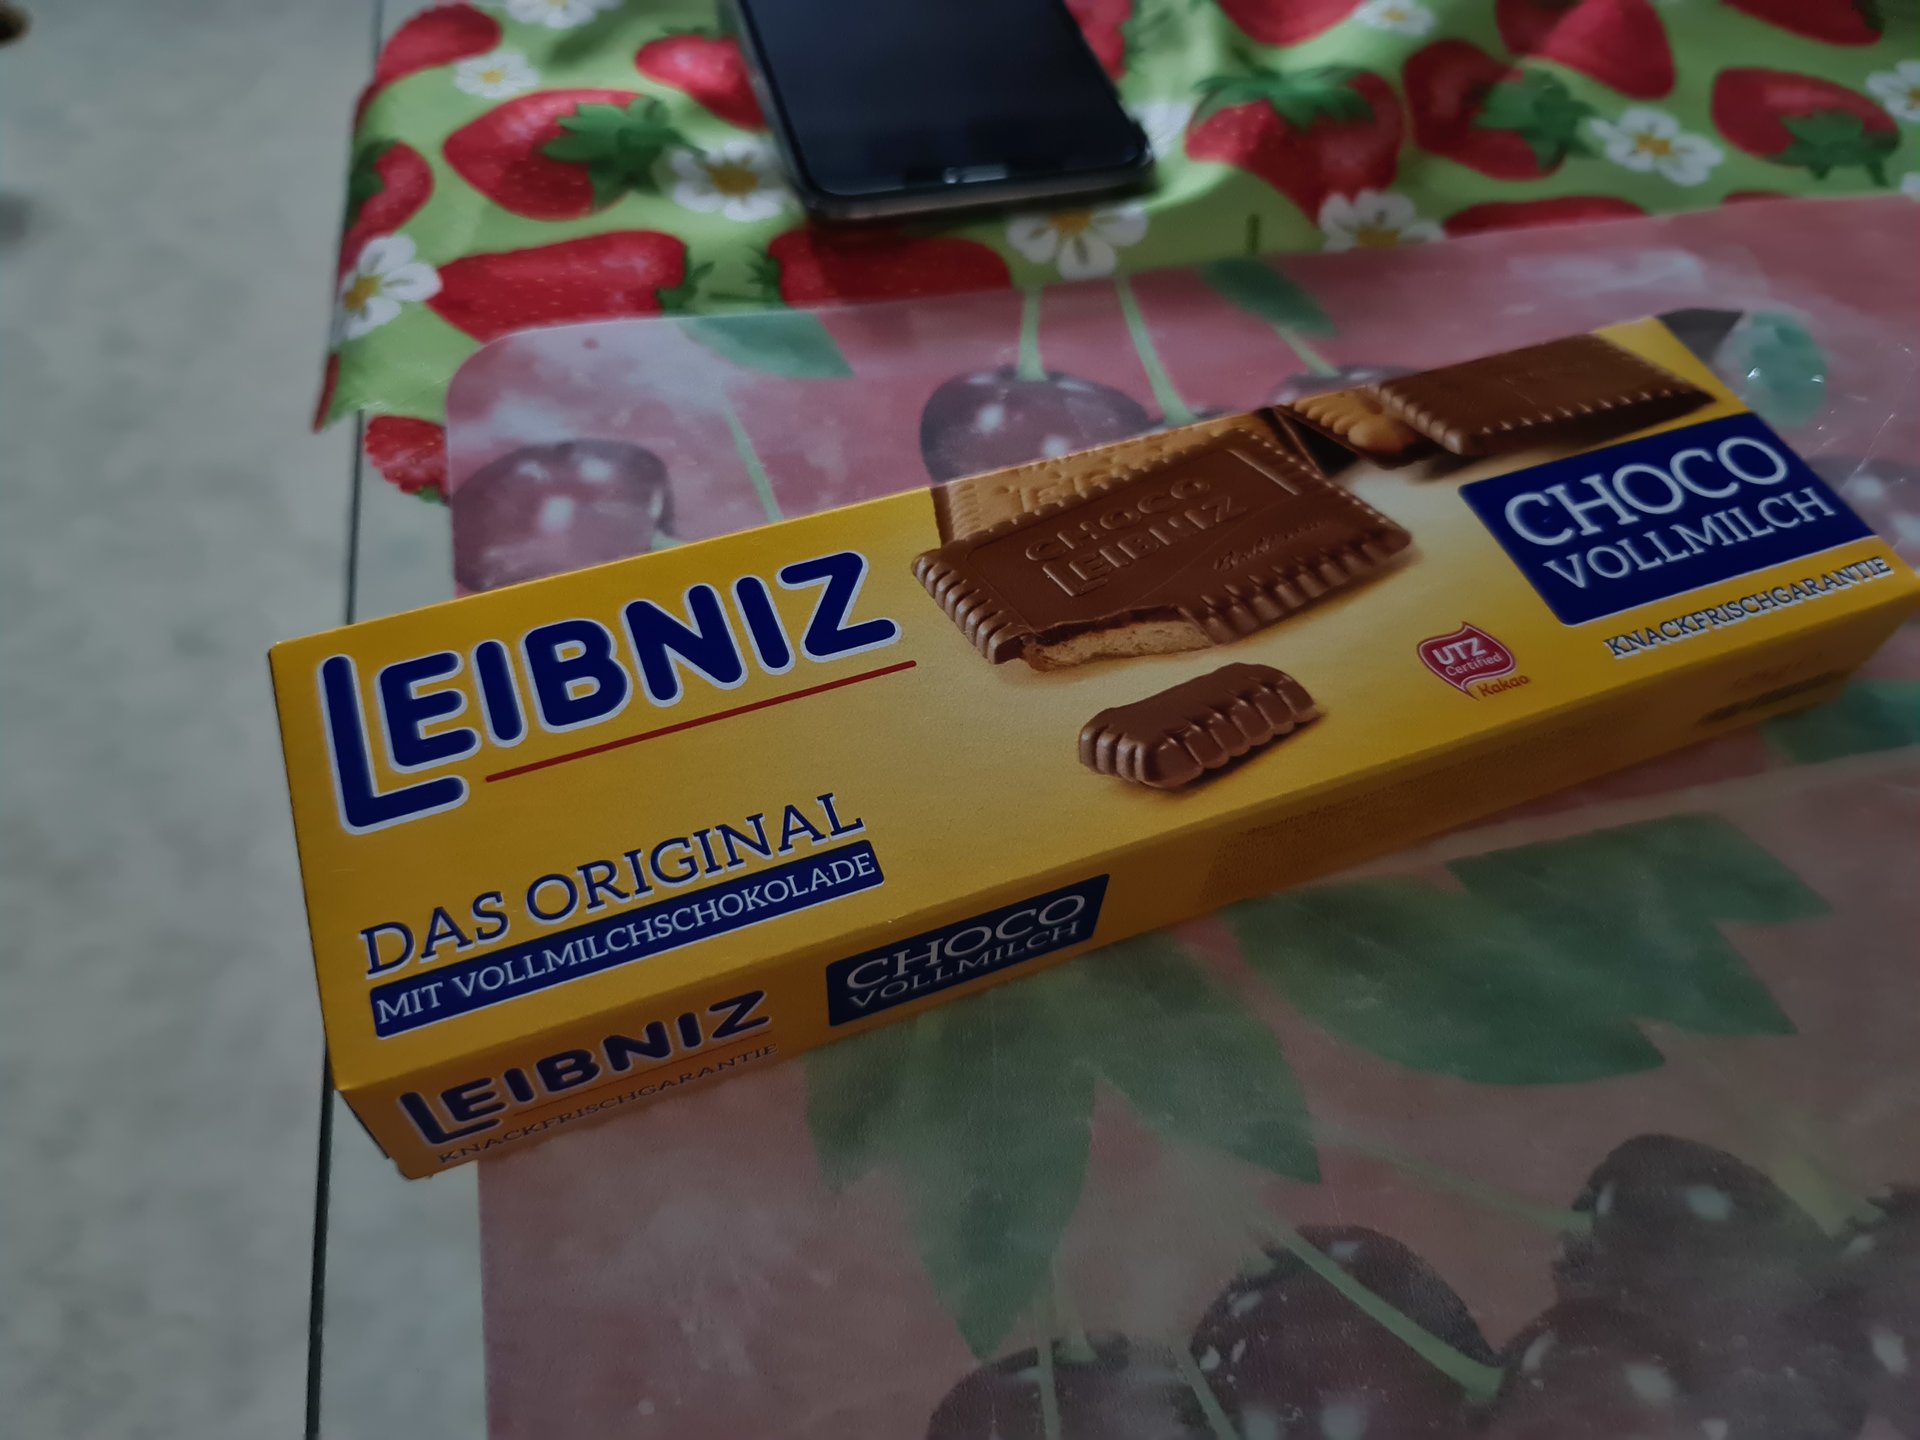 LEIBNIZ
DAS ORIGINAL
MIT VOLLMILCHSCHOKOLADE
CHOCO
LEIBNIZ
CHOCO
VOLLMILCH
KNACKFRISCHGARANTIE
UTZ
Certified
Kakao
LEIBNIZ
KNACKFRISCHGARANTIE
CHOCO
VOLLMILCH